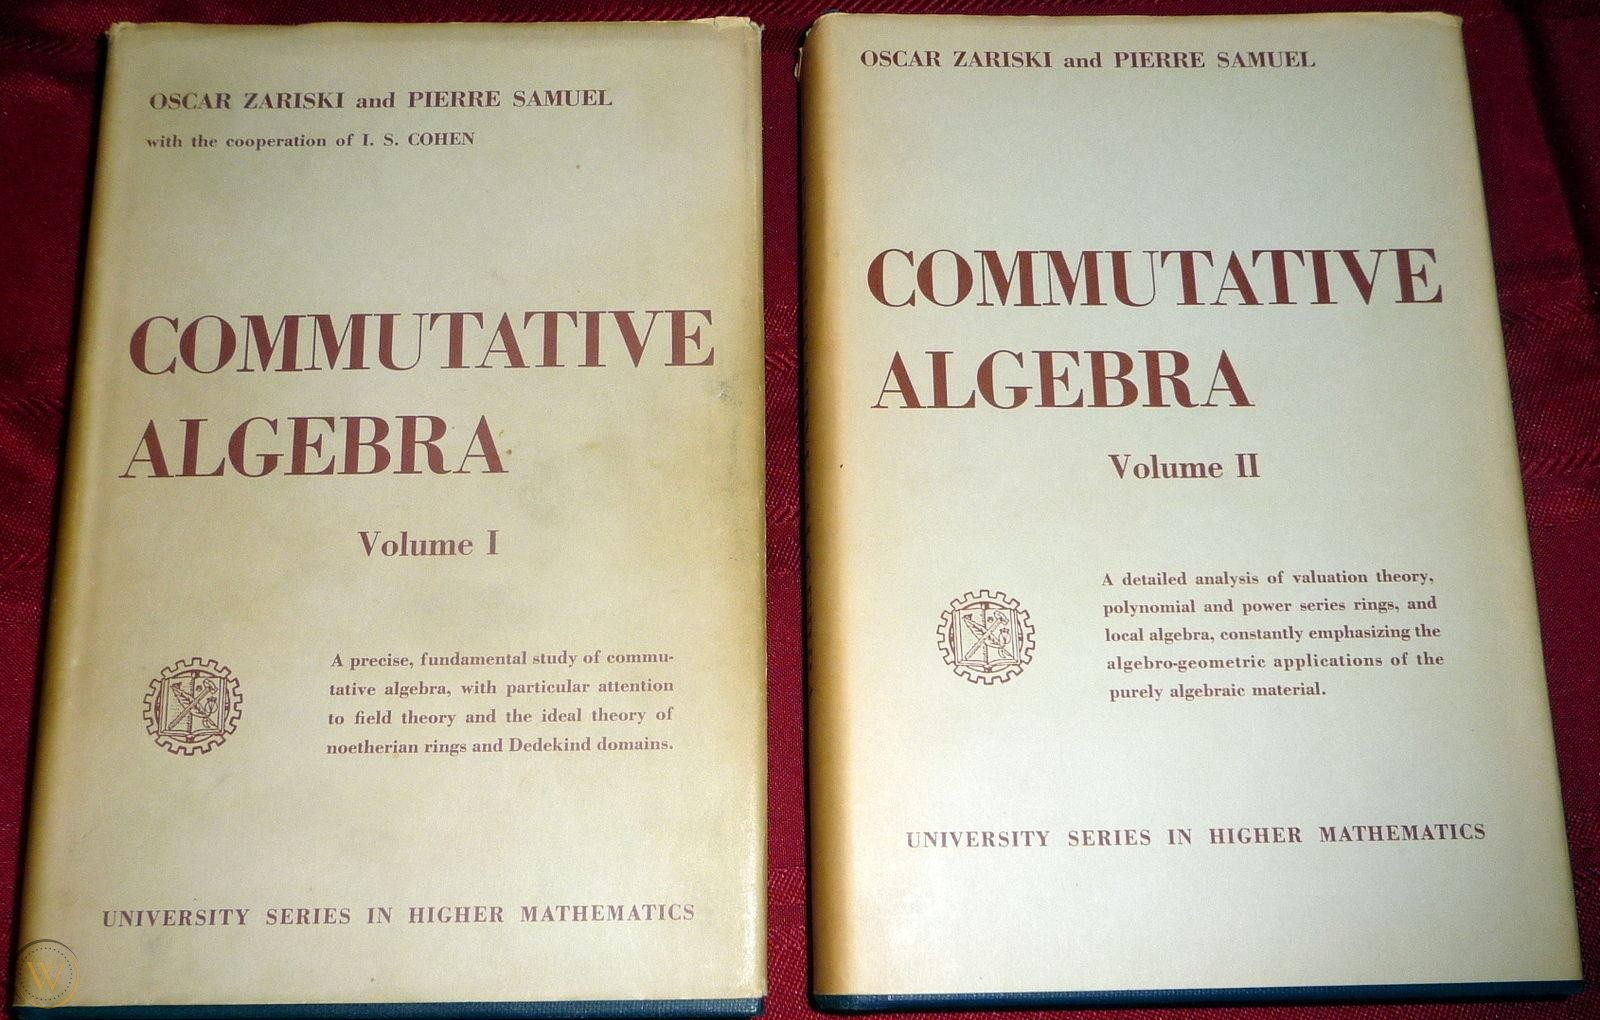 OSCAR ZARISKI and PIERRE SAMUEL
with the cooperation of I. S. COHEN
COMMUTATIVE
ALGEBRA
Volume I
A precise, fundamental study of commu-
tative algebra, with particular attention
to field theory and the ideal theory of
noetherian rings and Dedekind domains.
UNIVERSITY SERIES IN HIGHER MATHEMATICS
W
OSCAR ZARISKI and PIERRE SAMUEL
COMMUTATIVE
ALGEBRA
Volume II
A detailed analysis of valuation theory,
polynomial and power series rings, and
local algebra, constantly emphasizing the
algebro-geometric applications of the
purely algebraic material.
UNIVERSITY SERIES IN HIGHER MATHEMATICS